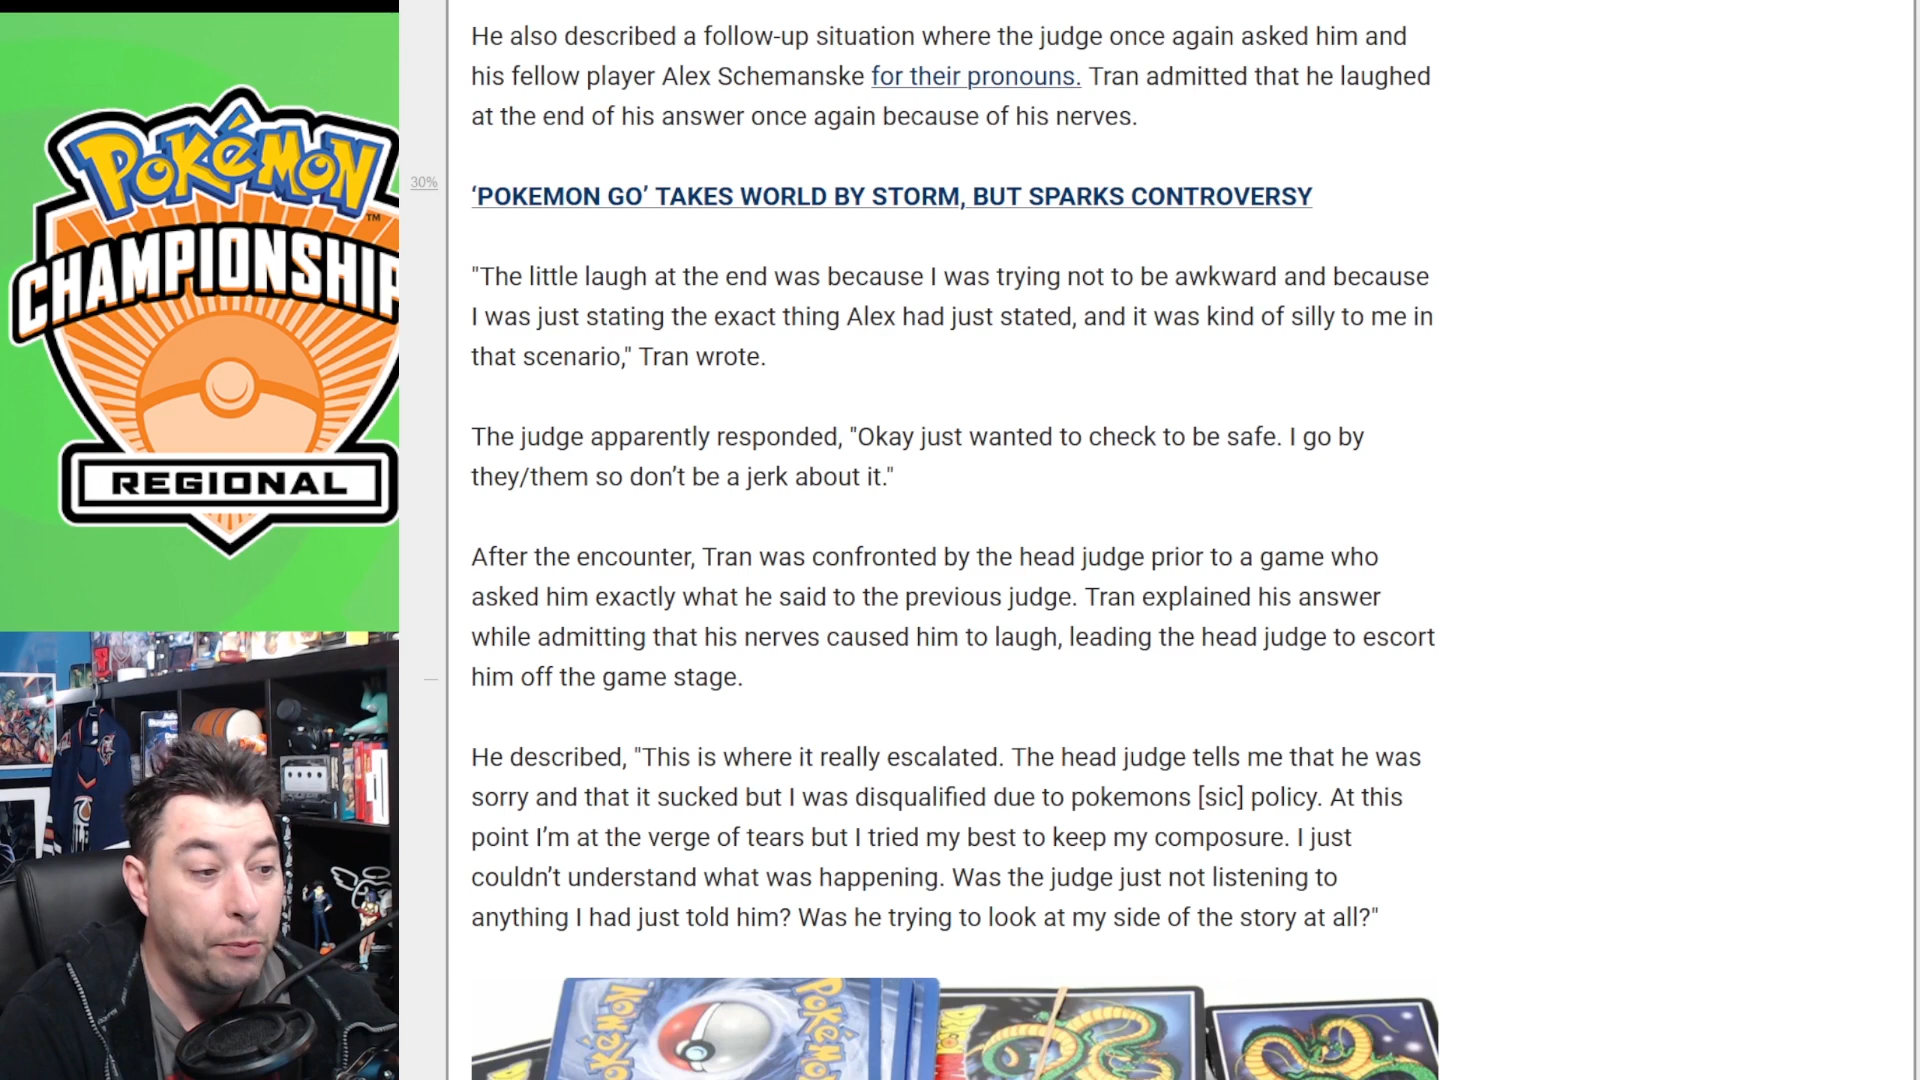 POKéMON
™
CHAMPIONSHIP
REGIONAL
He also described a follow-up situation where the judge once again asked him and
his fellow player Alex Schemanske for their pronouns. Tran admitted that he laughed
at the end of his answer once again because of his nerves.
30%
‘POKEMON GO’ TAKES WORLD BY STORM, BUT SPARKS CONTROVERSY
"The little laugh at the end was because I was trying not to be awkward and because
I was just stating the exact thing Alex had just stated, and it was kind of silly to me in
that scenario," Tran wrote.
The judge apparently responded, "Okay just wanted to check to be safe. I go by
they/them so don’t be a jerk about it."
After the encounter, Tran was confronted by the head judge prior to a game who
asked him exactly what he said to the previous judge. Tran explained his answer
while admitting that his nerves caused him to laugh, leading the head judge to escort
him off the game stage.
He described, "This is where it really escalated. The head judge tells me that he was
sorry and that it sucked but I was disqualified due to pokemons [sic] policy. At this
point I’m at the verge of tears but I tried my best to keep my composure. I just
couldn’t understand what was happening. Was the judge just not listening to
anything I had just told him? Was he trying to look at my side of the story at all?"
Pokémon
Pokémon